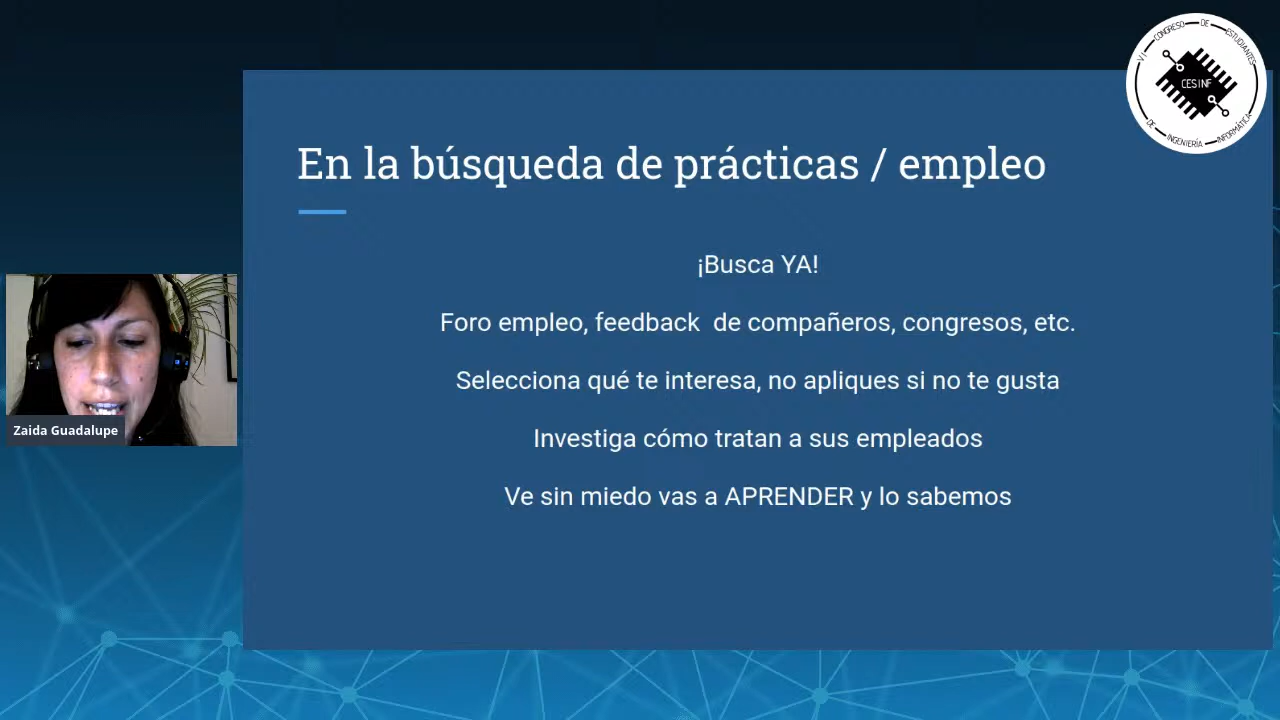 VI CONGRESO DE ESTUDIANTES
CESINF
DE INGENIERÍA INFORMÁTICA
En la búsqueda de prácticas / empleo
¡Busca YA!
Foro empleo, feedback  de compañeros, congresos, etc.
Selecciona qué te interesa, no apliques si no te gusta
Investiga cómo tratan a sus empleados
Ve sin miedo vas a APRENDER y lo sabemos
Zaida Guadalupe